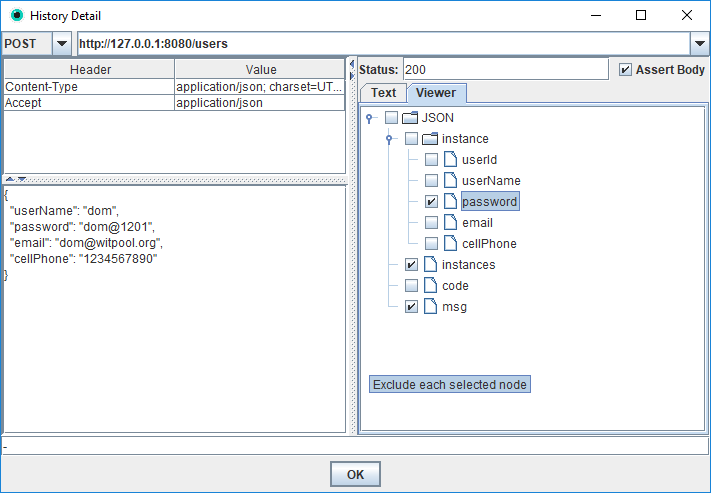 History Detail
POST http://127.0.0.1:8080/users
Header Value
Content-Type application/json; charset=UT...
Accept application/json
{
"userName": "dom",
"password": "dom@1201",
"email": "dom@witpool.org",
"cellPhone": "1234567890"
}
Status: 200 Assert Body
Text Viewer
JSON
instance
userId
userName
password
email
cellPhone
instances
code
msg
Exclude each selected node
-
OK